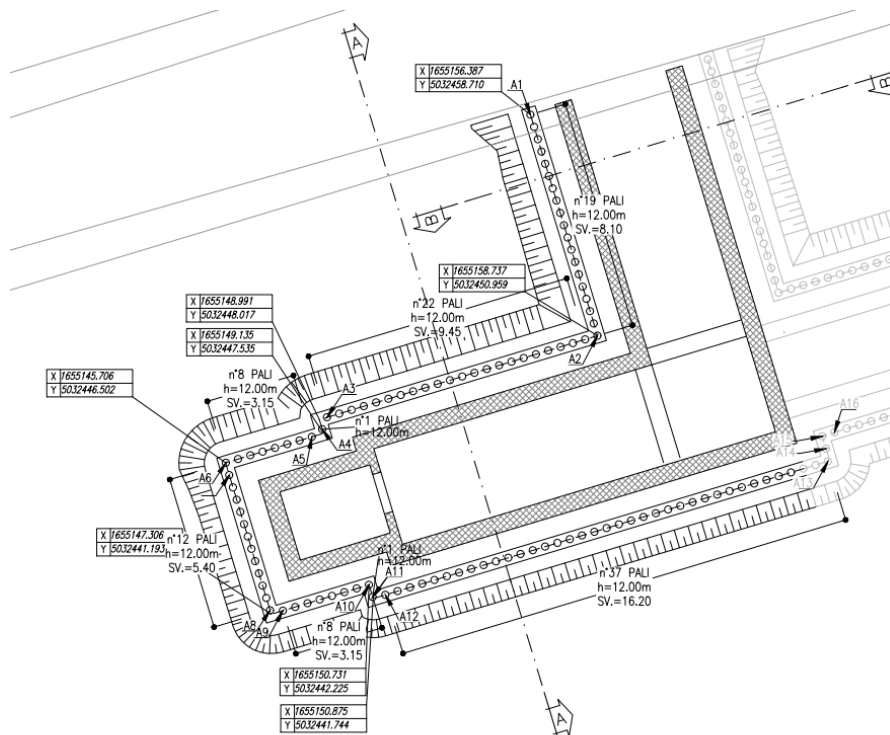 A
X 1655156.387
Y 5032458.710
A1
B
n°19 PALI
h=12.00m
SV.=8.10
B
X 1655158.737
Y 5032450.959
X 1655148.991
Y 5032448.017
X 1655149.135
Y 5032447.535
n°22 PALI
h=12.00m
SV.=9.45
A2
X 1655145.706
Y 5032446.502
n°8 PALI
h=12.00m
SV.=3.15
A3
n°1 PALI
h=12.00m
A4
A5
A6
A16
A15
A14
A13
X 1655147.306
Y 5032441.193
n°12 PALI
h=12.00m
SV.=5.40
n°1 PALI
h=12.00m
A11
A10
A12
n°37 PALI
h=12.00m
SV.=16.20
A8
A9
n°8 PALI
h=12.00m
SV.=3.15
X 1655150.731
Y 5032442.225
X 1655150.875
Y 5032441.744
A